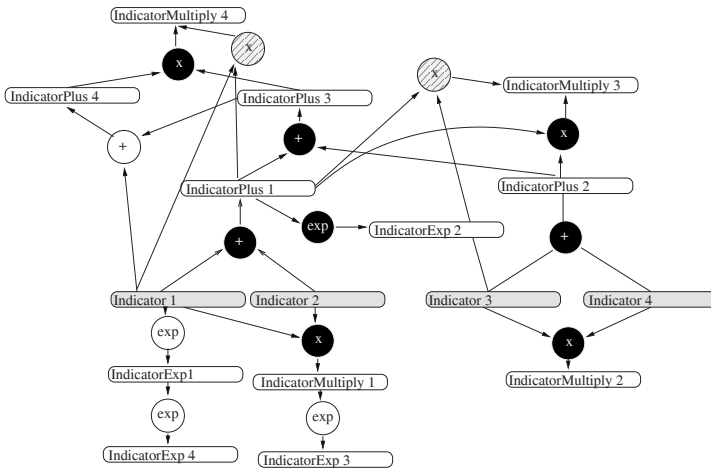 IndicatorMultiply 4
x
x
x
IndicatorMultiply 3
IndicatorPlus 4
IndicatorPlus 3
+
+
x
IndicatorPlus 1
IndicatorPlus 2
exp
IndicatorExp 2
+
+
Indicator 1
Indicator 2
Indicator 3
Indicator 4
exp
x
x
IndicatorExp1
IndicatorMultiply 1
IndicatorMultiply 2
exp
exp
IndicatorExp 4
IndicatorExp 3